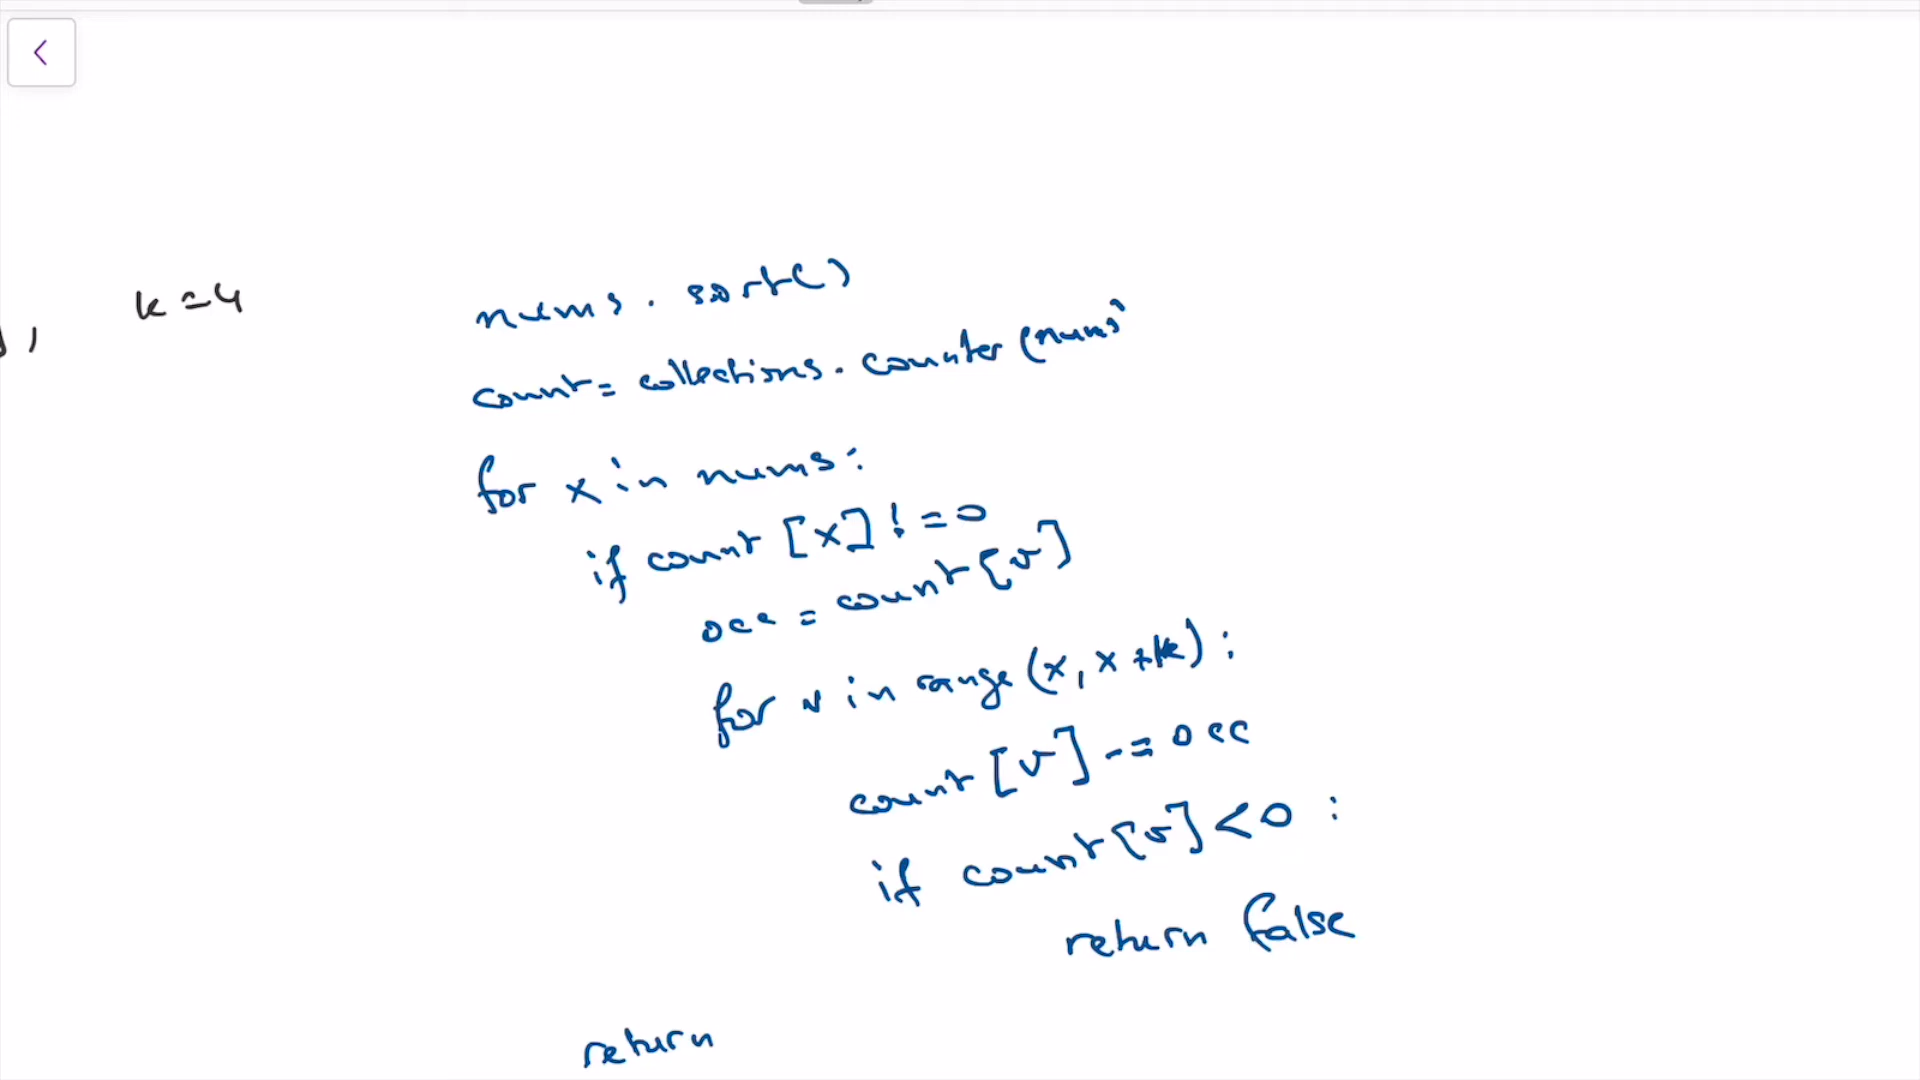 k=4
,
nums.sort()
count= collections.counter(nums)
for x in nums:
if count[x]!=0
occ = count[v]
for v in range(x, x+k):
count[v] -= occ
if count[v]<0 :
return false
return